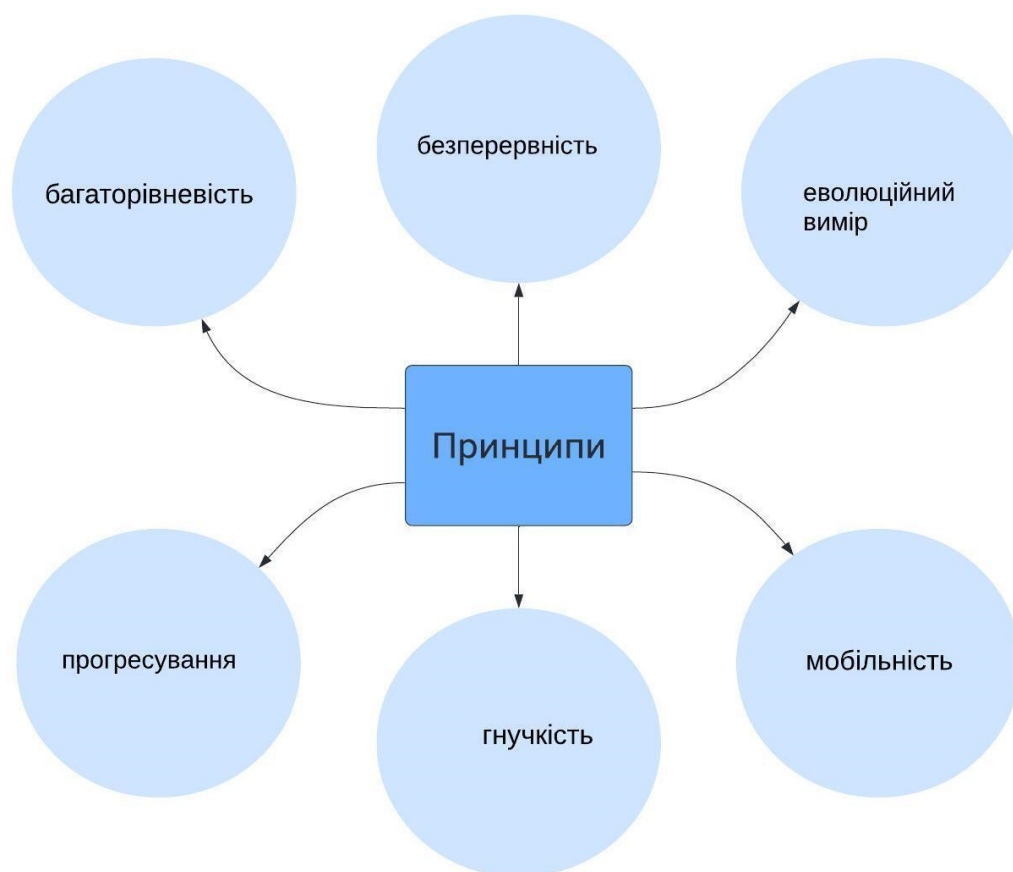 безперервність
багаторівневість
еволюційний
вимір
Принципи
прогресування
мобільність
гнучкість